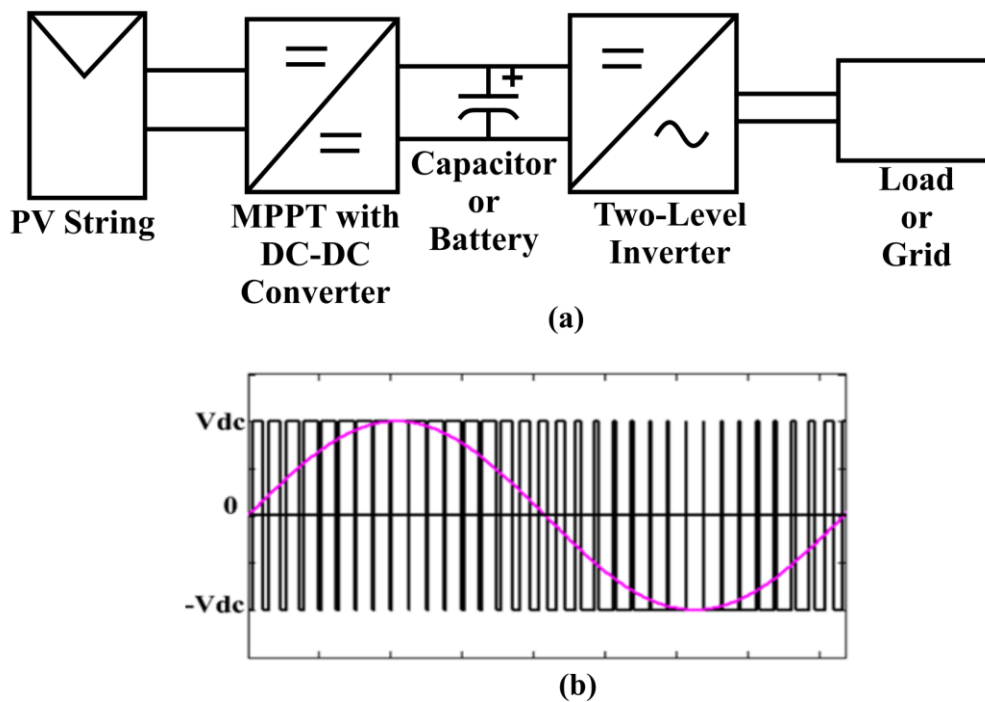 PV String
MPPT with
DC-DC
Converter
+
Capacitor
or
Battery
Two-Level
Inverter
Load
or
Grid
(a)
Vdc
0
-Vdc
(b)